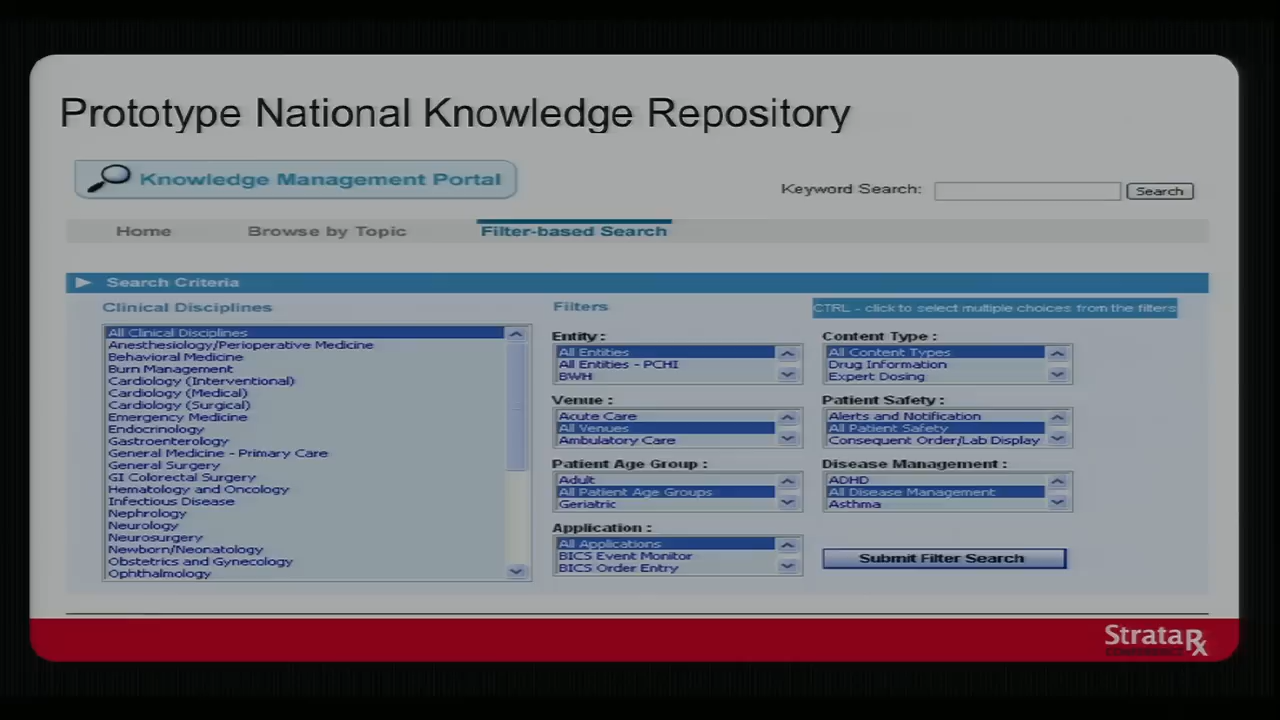 Prototype National Knowledge Repository
Knowledge Management Portal
Keyword Search:
Search
Home
Browse by Topic
Filter-based Search
Search Criteria
Clinical Disciplines
All Clinical Disciplines
Anesthesiology/Perioperative Medicine
Behavioral Medicine
Burn Management
Cardiology (Interventional)
Cardiology (Medical)
Cardiology (Surgical)
Emergency Medicine
Endocrinology
Gastroenterology
General Medicine - Primary Care
General Surgery
GI Colorectal Surgery
Hematology and Oncology
Infectious Disease
Nephrology
Neurology
Neurosurgery
Newborn/Neonatology
Obstetrics and Gynecology
Ophthalmology
Filters
CTRL - click to select multiple choices from the filters
Entity :
All Entities
All Entities - PCHI
BWH
Content Type :
All Content Types
Drug Information
Expert Dosing
Venue :
Acute Care
All Venues
Ambulatory Care
Patient Safety :
Alerts and Notification
All Patient Safety
Consequent Order/Lab Display
Patient Age Group :
Adult
All Patient Age Groups
Geriatric
Disease Management :
ADHD
All Disease Management
Asthma
Application :
All Applications
BICS Event Monitor
BICS Order Entry
Submit Filter Search
Strata Rx
CONFERENCE